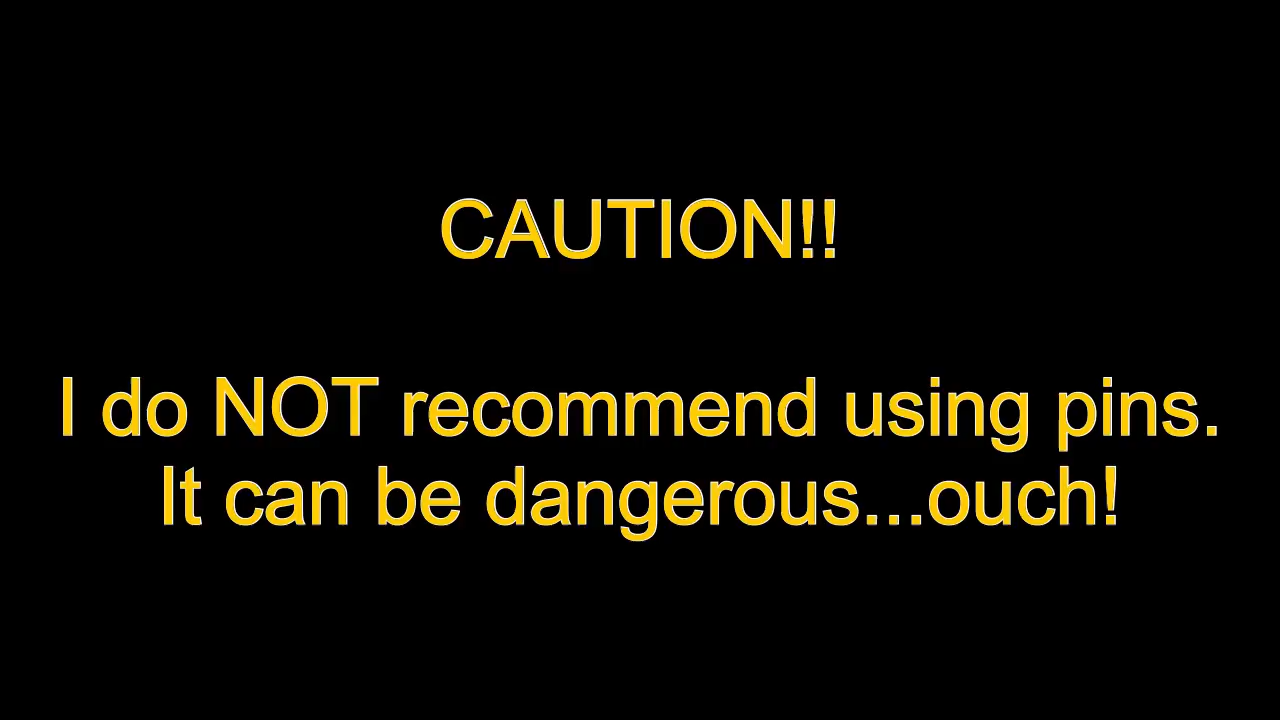 CAUTION!!
I do NOT recommend using pins.
It can be dangerous...ouch!